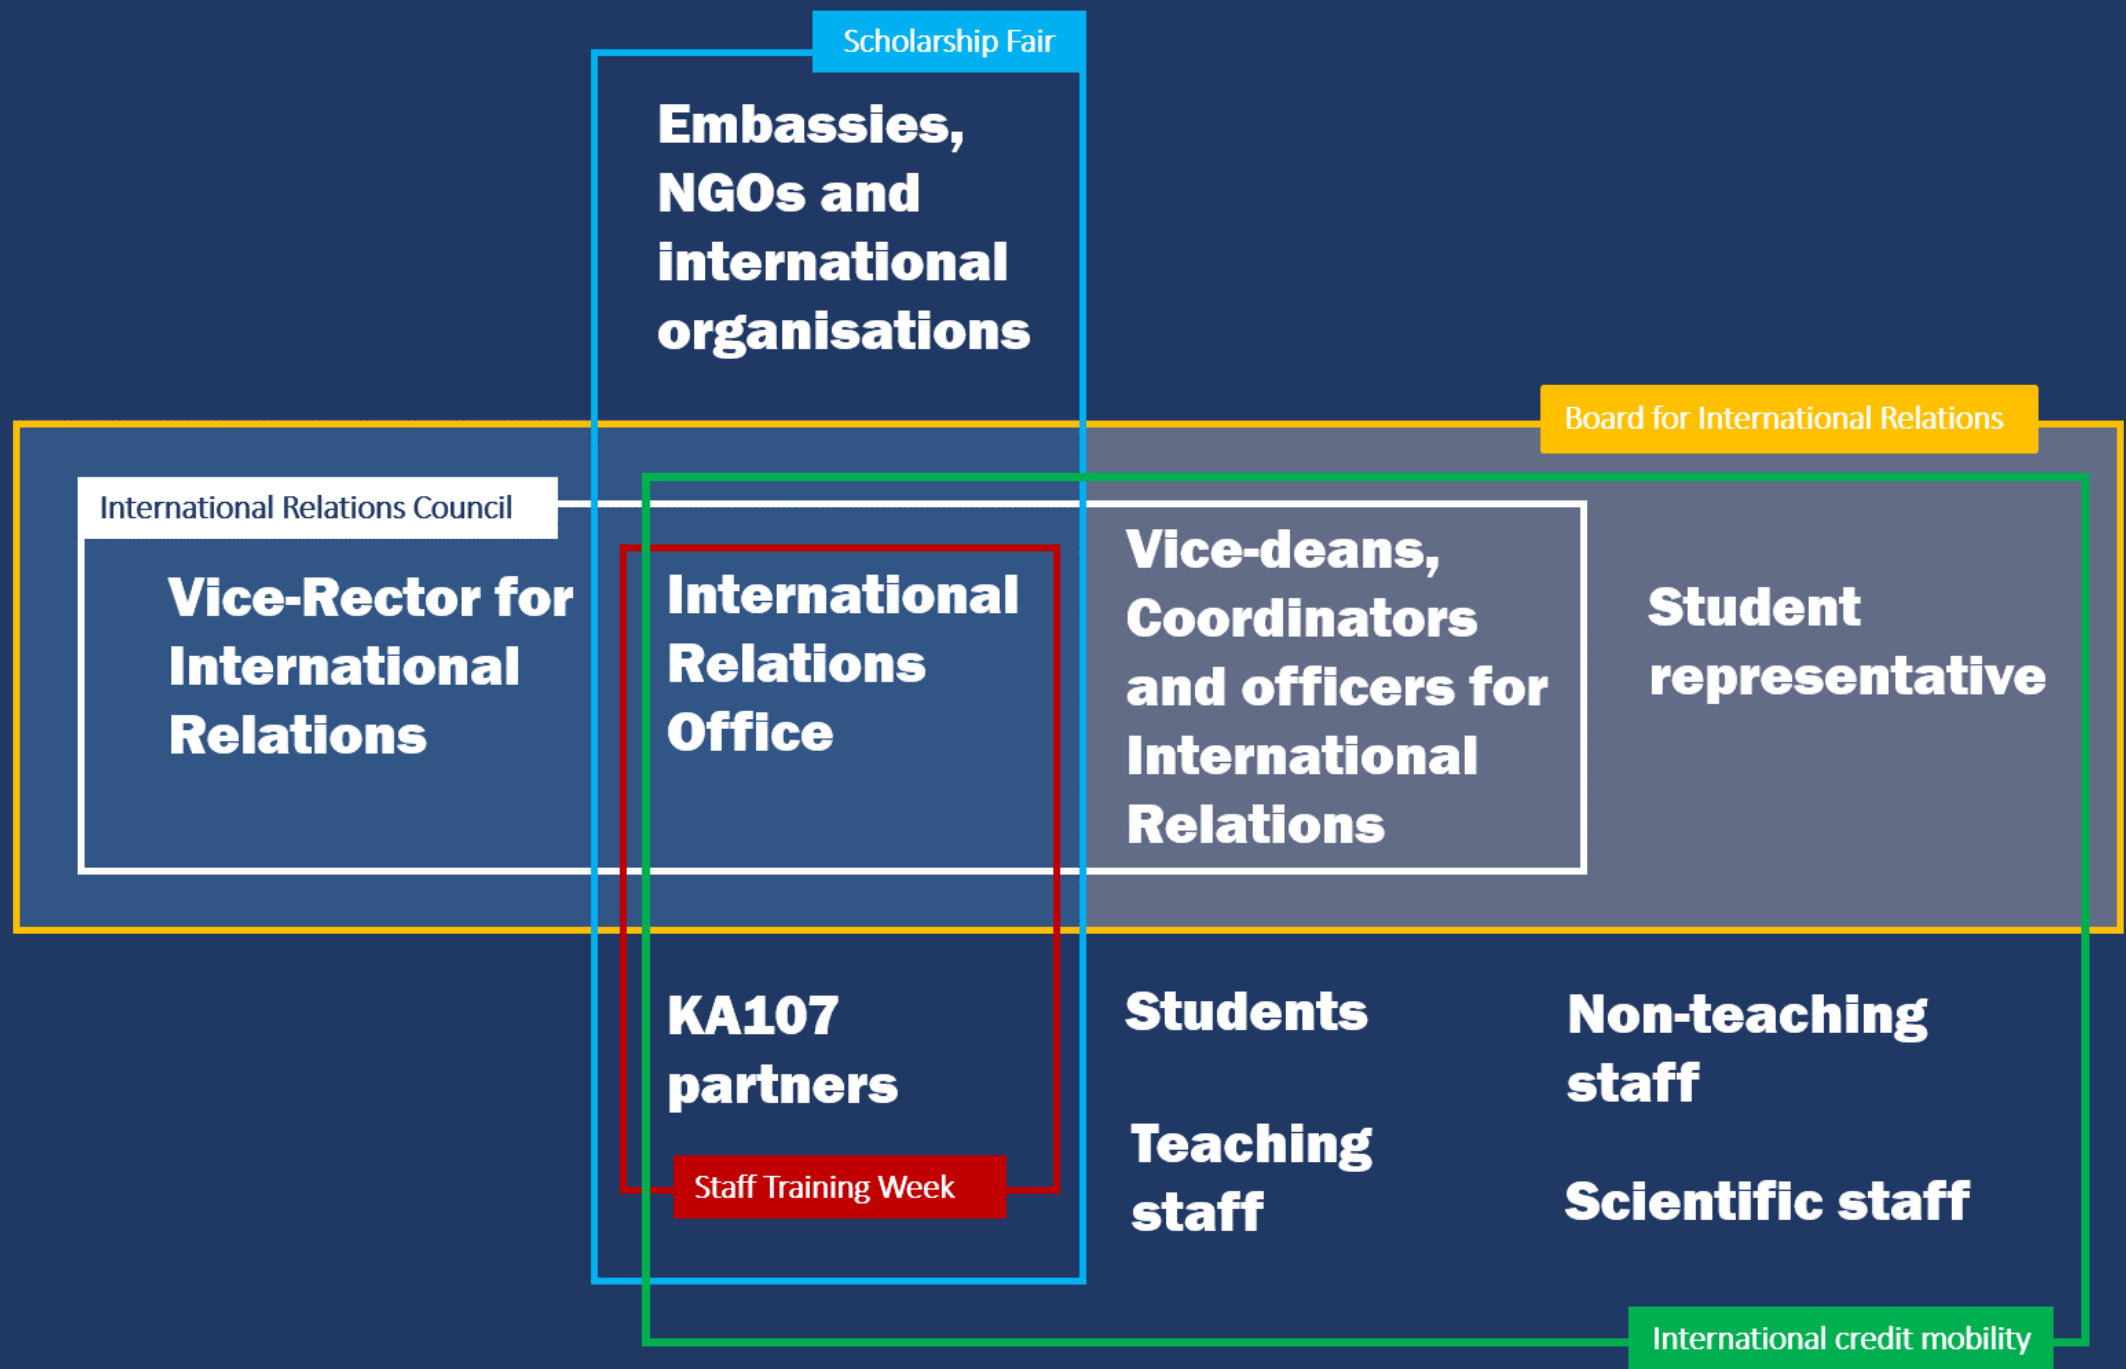 Scholarship Fair
Embassies,
NGOs and
international
organisations
Board for International Relations
International Relations Council
Vice-Rector for
International
Relations
International
Relations
Office
Vice-deans,
Coordinators
and officers for
International
Relations
Student
representative
KA107
partners
Staff Training Week
Students
Teaching
staff
Non-teaching
staff
Scientific staff
International credit mobility